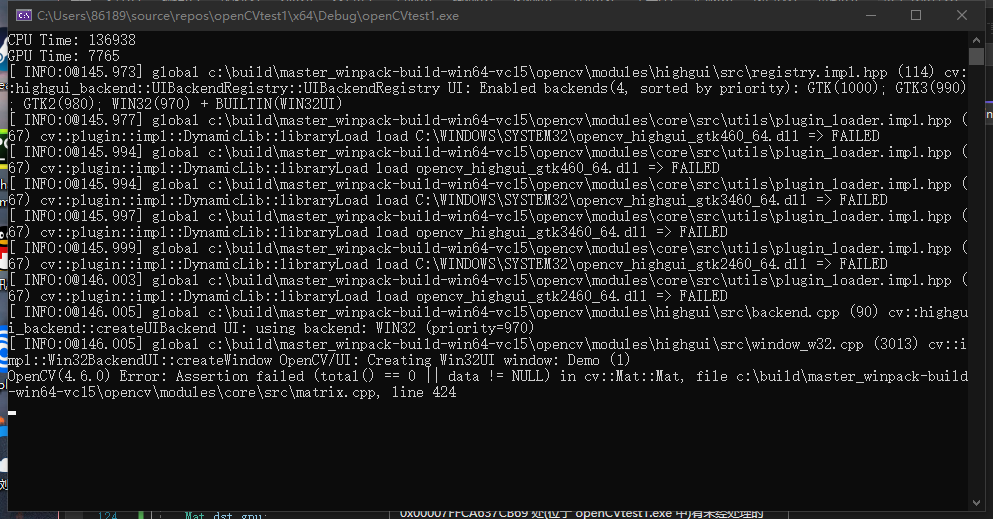 C:\Users\86189\source\repos\openCVtest1\x64\Debug\openCVtest1.exe
CPU Time: 136938
GPU Time: 7765
[ INFO:0@145.973] global c:\build\master_winpack-build-win64-vc15\opencv\modules\highgui\src\registry.impl.hpp (114) cv:
:highgui_backend::UIBackendRegistry::UIBackendRegistry UI: Enabled backends(4, sorted by priority): GTK(1000); GTK3(990)
; GTK2(980); WIN32(970) + BUILTIN(WIN32UI)
[ INFO:0@145.977] global c:\build\master_winpack-build-win64-vc15\opencv\modules\core\src\utils\plugin_loader.impl.hpp (
67) cv::plugin::impl::DynamicLib::libraryLoad load C:\WINDOWS\SYSTEM32\opencv_highgui_gtk460_64.dll => FAILED
[ INFO:0@145.994] global c:\build\master_winpack-build-win64-vc15\opencv\modules\core\src\utils\plugin_loader.impl.hpp (
67) cv::plugin::impl::DynamicLib::libraryLoad load opencv_highgui_gtk460_64.dll => FAILED
[ INFO:0@145.994] global c:\build\master_winpack-build-win64-vc15\opencv\modules\core\src\utils\plugin_loader.impl.hpp (
67) cv::plugin::impl::DynamicLib::libraryLoad load C:\WINDOWS\SYSTEM32\opencv_highgui_gtk3460_64.dll => FAILED
[ INFO:0@145.997] global c:\build\master_winpack-build-win64-vc15\opencv\modules\core\src\utils\plugin_loader.impl.hpp (
67) cv::plugin::impl::DynamicLib::libraryLoad load opencv_highgui_gtk3460_64.dll => FAILED
[ INFO:0@145.999] global c:\build\master_winpack-build-win64-vc15\opencv\modules\core\src\utils\plugin_loader.impl.hpp (
67) cv::plugin::impl::DynamicLib::libraryLoad load C:\WINDOWS\SYSTEM32\opencv_highgui_gtk2460_64.dll => FAILED
[ INFO:0@146.003] global c:\build\master_winpack-build-win64-vc15\opencv\modules\core\src\utils\plugin_loader.impl.hpp (
67) cv::plugin::impl::DynamicLib::libraryLoad load opencv_highgui_gtk2460_64.dll => FAILED
[ INFO:0@146.005] global c:\build\master_winpack-build-win64-vc15\opencv\modules\highgui\src\backend.cpp (90) cv::highgu
i_backend::createUIBackend UI: using backend: WIN32 (priority=970)
[ INFO:0@146.005] global c:\build\master_winpack-build-win64-vc15\opencv\modules\highgui\src\window_w32.cpp (3013) cv::i
mpl::Win32BackendUI::createWindow OpenCV/UI: Creating Win32UI window: Demo (1)
OpenCV(4.6.0) Error: Assertion failed (total() == 0 || data != NULL) in cv::Mat::Mat, file c:\build\master_winpack-build
-win64-vc15\opencv\modules\core\src\matrix.cpp, line 424
124 Mat dst_gpu;
0x00007FFCA637CB69 处(位于 openCVtest1.exe 中)有未经处理的